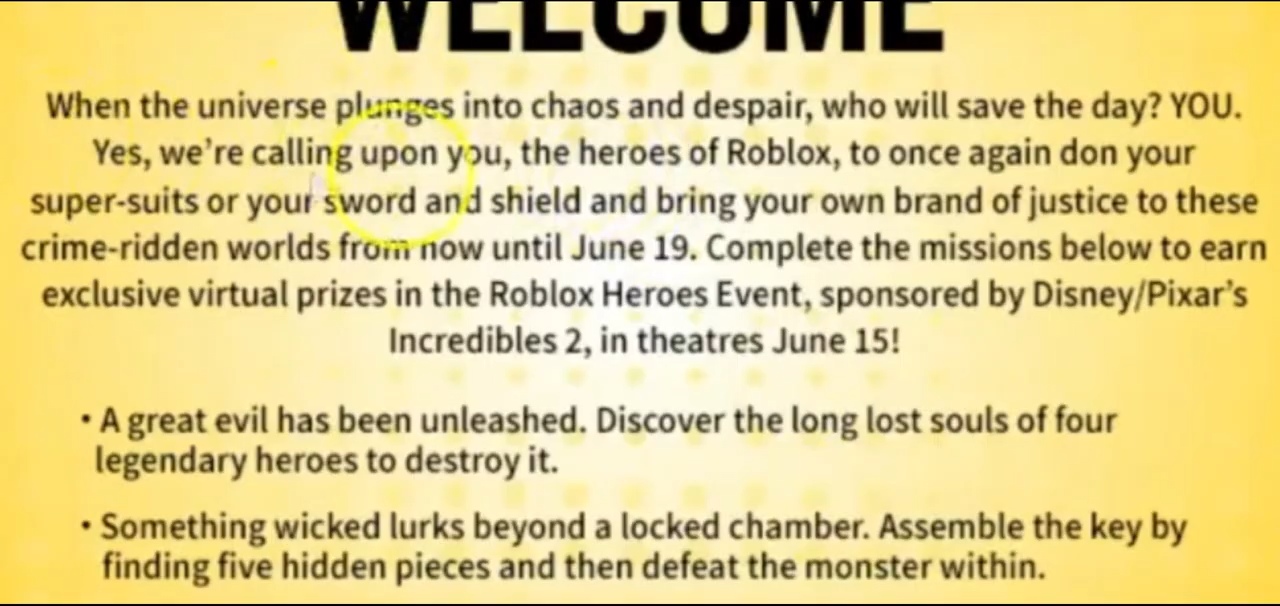 WELCOME
When the universe plunges into chaos and despair, who will save the day? YOU.
Yes, we're calling upon you, the heroes of Roblox, to once again don your
super-suits or your sword and shield and bring your own brand of justice to these
crime-ridden worlds from now until June 19. Complete the missions below to earn
exclusive virtual prizes in the Roblox Heroes Event, sponsored by Disney/Pixar's
Incredibles 2, in theatres June 15!
• A great evil has been unleashed. Discover the long lost souls of four
legendary heroes to destroy it.
• Something wicked lurks beyond a locked chamber. Assemble the key by
finding five hidden pieces and then defeat the monster within.